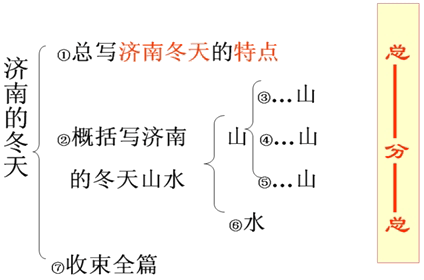 济南的冬天
①总写济南冬天的特点
②概括写济南
的冬天山水
山
③…山
④…山
⑤…山
⑥水
⑦收束全篇
总
分
总